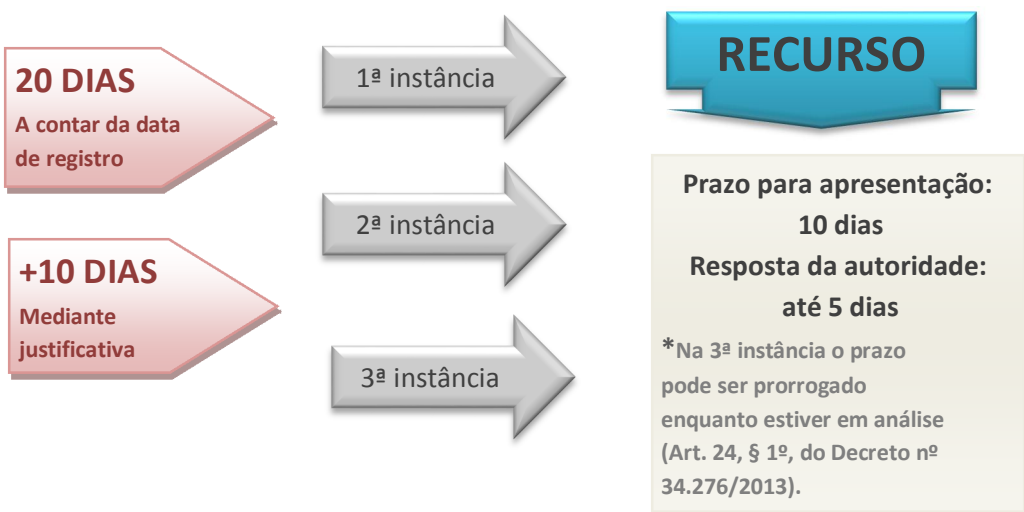 20 DIAS
A contar da data
de registro
+10 DIAS
Mediante
justificativa
1ª instância
2ª instância
3ª instância
RECURSO
Prazo para apresentação:
10 dias
Resposta da autoridade:
até 5 dias
*Na 3ª instância o prazo
pode ser prorrogado
enquanto estiver em análise
(Art. 24, § 1º, do Decreto nº
34.276/2013).